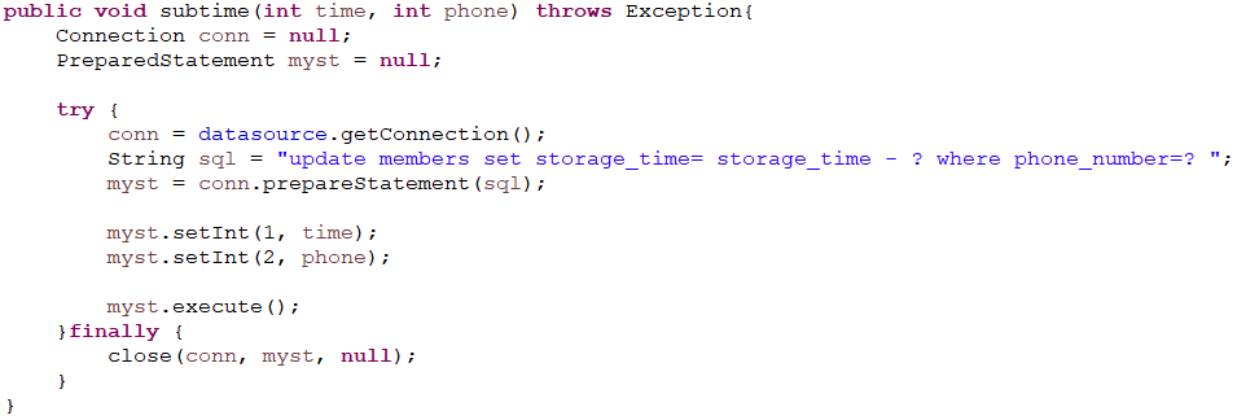 public void subtime(int time, int phone) throws Exception{
    Connection conn = null;
    PreparedStatement myst = null;

    try {
        conn = datasource.getConnection();
        String sql = "update members set storage_time= storage_time - ? where phone_number=? ";
        myst = conn.prepareStatement(sql);

        myst.setInt(1, time);
        myst.setInt(2, phone);

        myst.execute();
    }finally {
        close(conn, myst, null);
    }
}